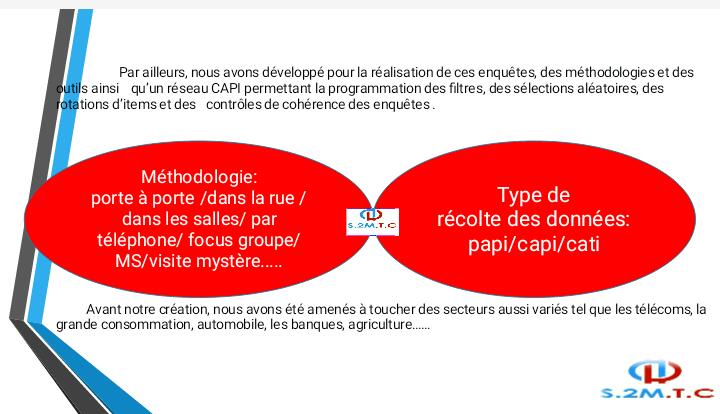 Par ailleurs, nous avons développé pour la réalisation de ces enquêtes, des méthodologies et des
outils ainsi qu’un réseau CAPI permettant la programmation des filtres, des sélections aléatoires, des
rotations d’items et des contrôles de cohérence des enquêtes .
Méthodologie:
porte à porte /dans la rue /
dans les salles/ par
téléphone/ focus groupe/
MS/visite mystère.....
S.2M.T.C
Type de
récolte des données:
papi/capi/cati
Avant notre création, nous avons été amenés à toucher des secteurs aussi variés tel que les télécoms, la
grande consommation, automobile, les banques, agriculture......
S.2M.T.C